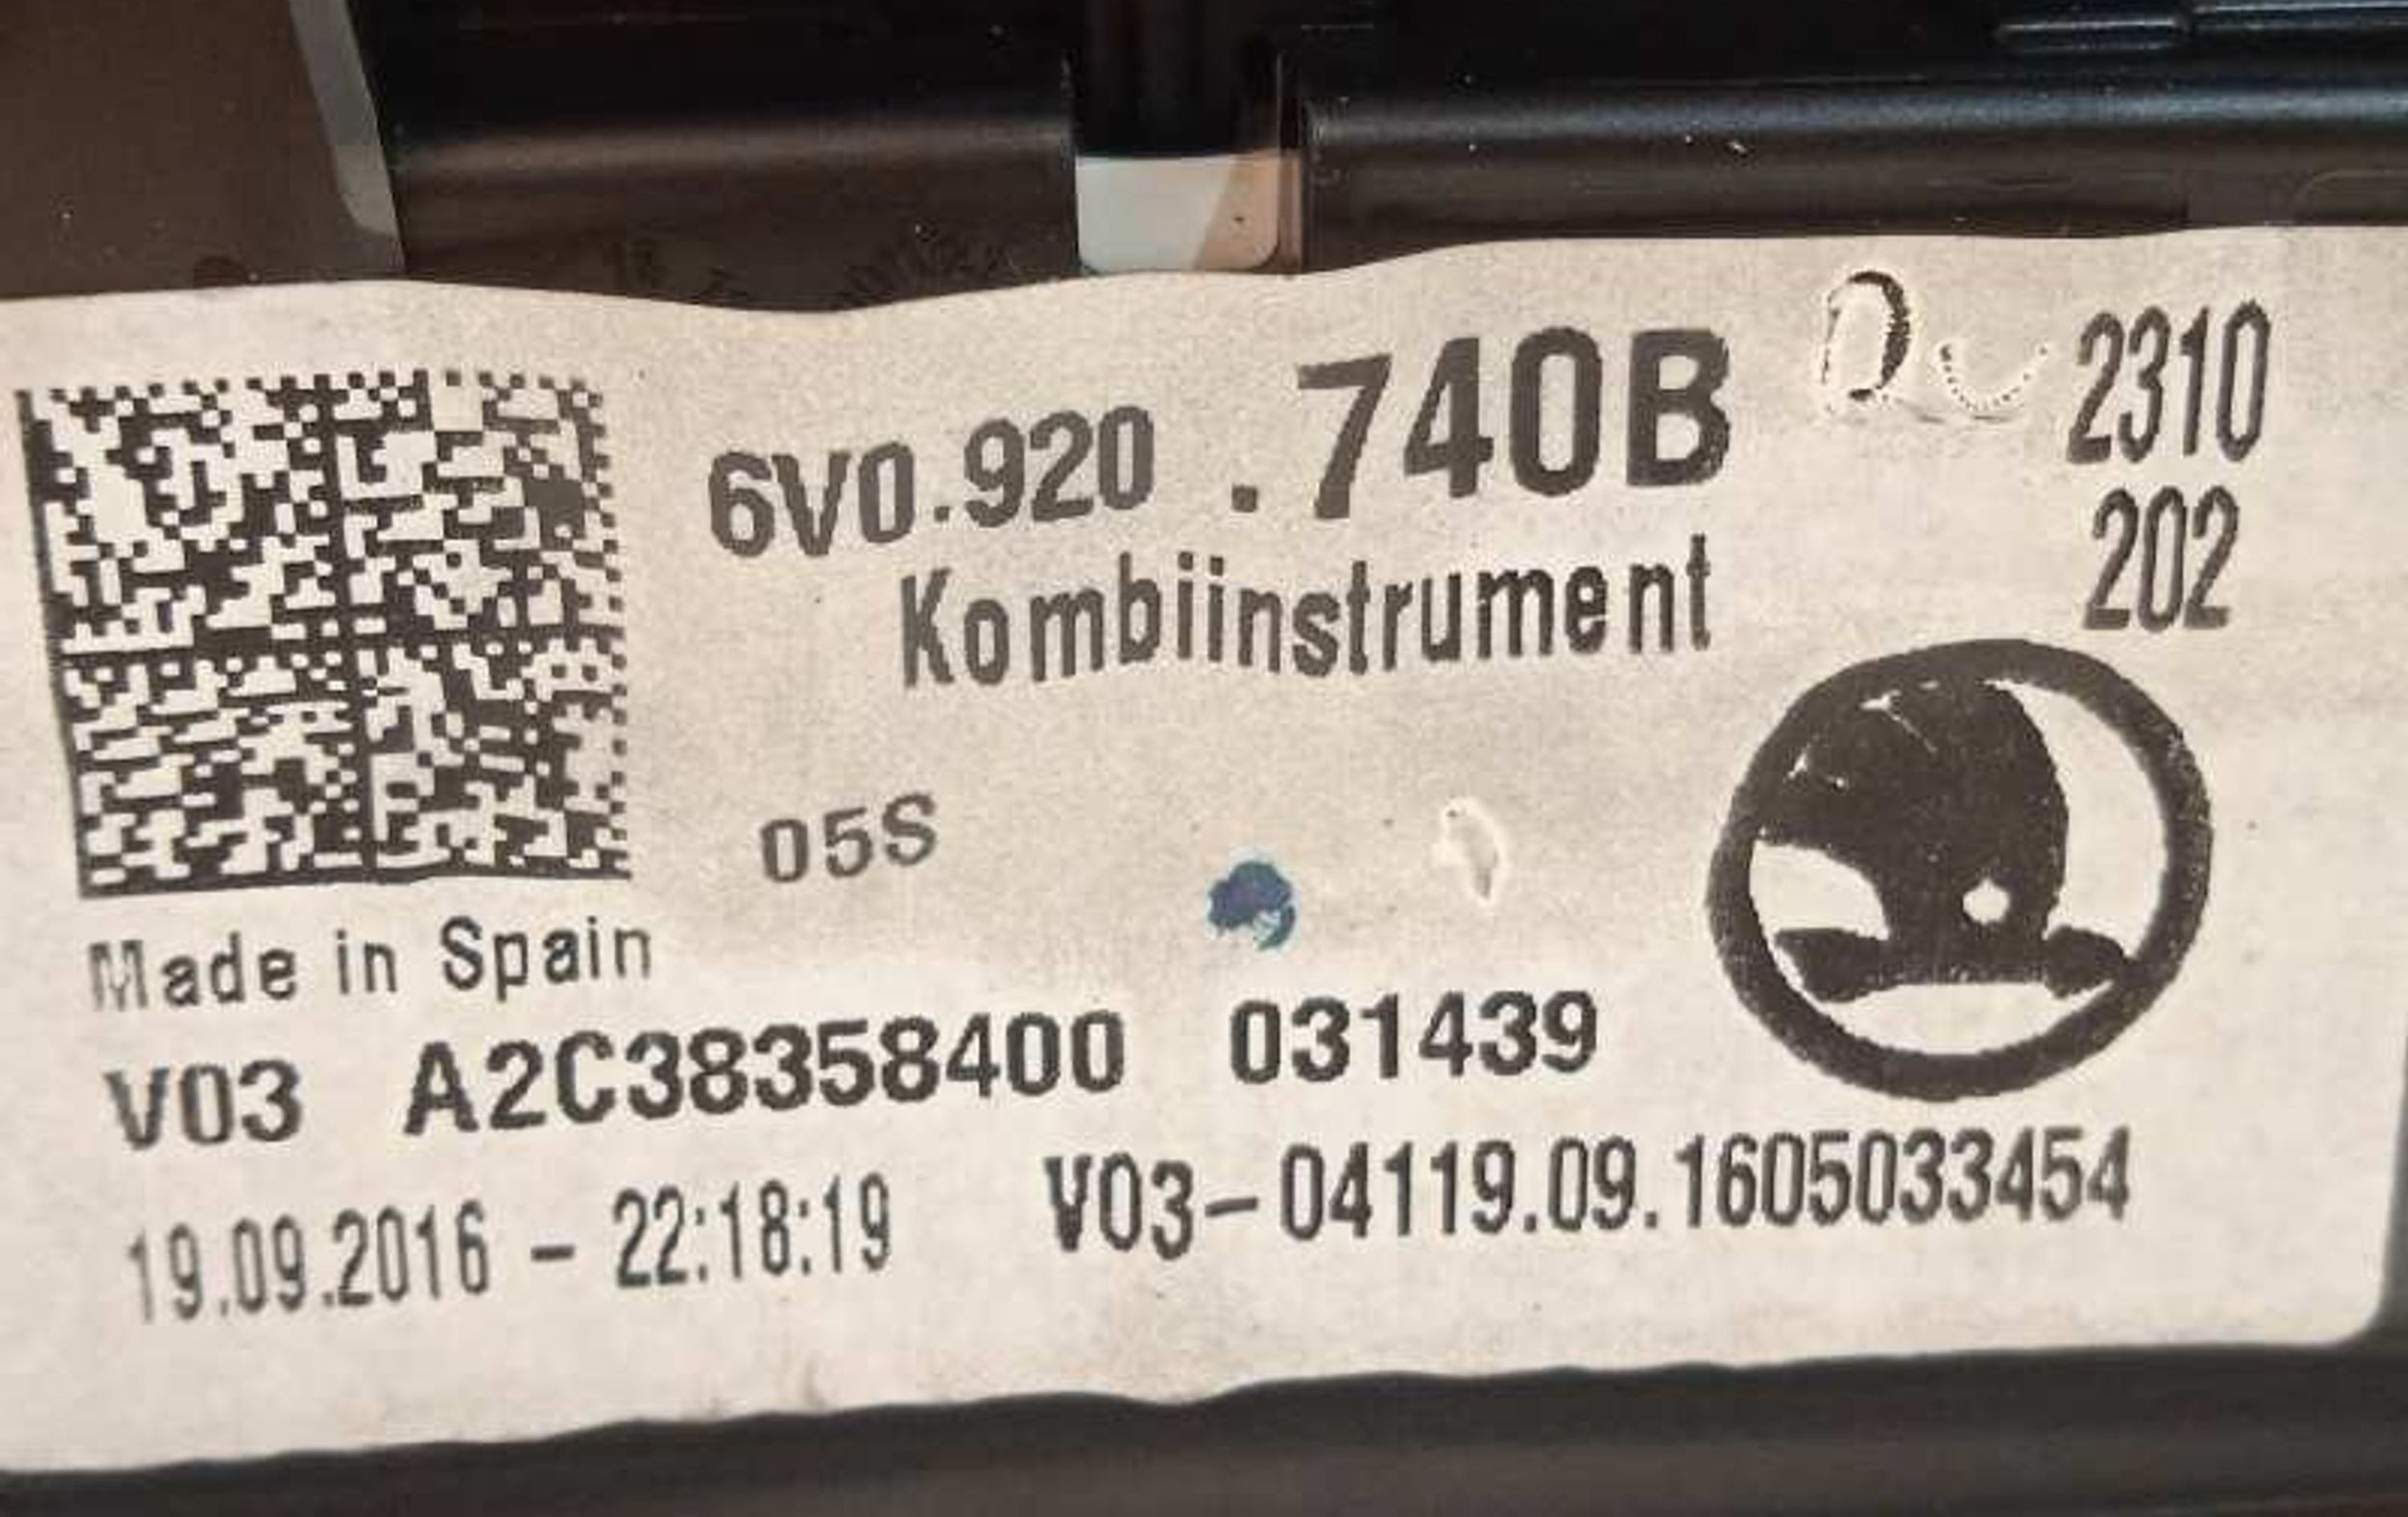 6V0.920 .740B
2310
202
Kombiinstrument
05S
Made in Spain
V03 A2C38358400 031439
19.09.2016 - 22:18:19 V03-04119.09.1605033454